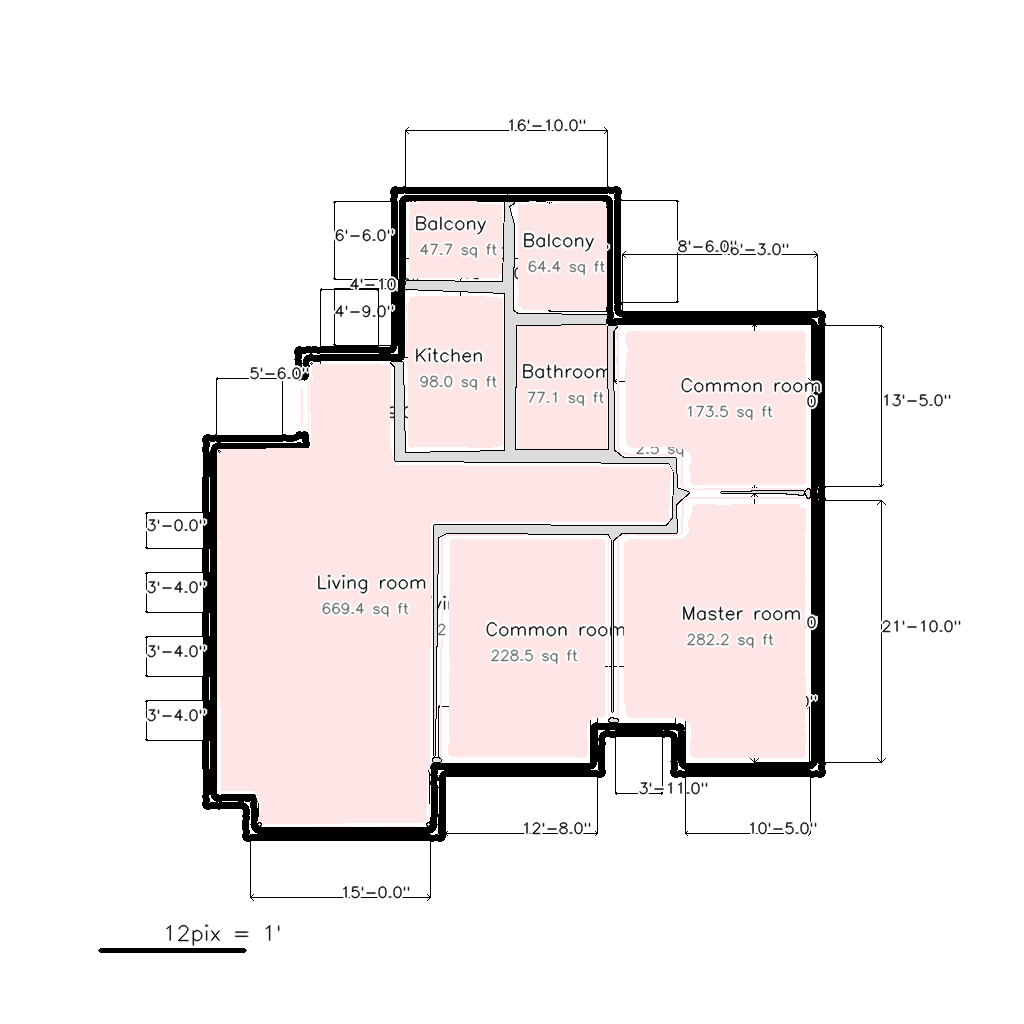 16'-10.0"
Balcony
47.7 sq ft
6'-6.0"
Balcony
64.4 sq ft
8'-6.0"
6'-3.0"
4'-10
4'-9.0"
Kitchen
98.0 sq ft
5'-6.0"
Bathroom
77.1 sq ft
Common room
173.5 sq ft
13'-5.0"
2.5 sq
3'-0.0"
3'-4.0"
Living room
669.4 sq ft
Common room
228.5 sq ft
Master room
282.2 sq ft
21'-10.0"
3'-4.0"
3'-4.0"
3'-11.0"
12'-8.0"
10'-5.0"
15'-0.0"
12pix = 1'